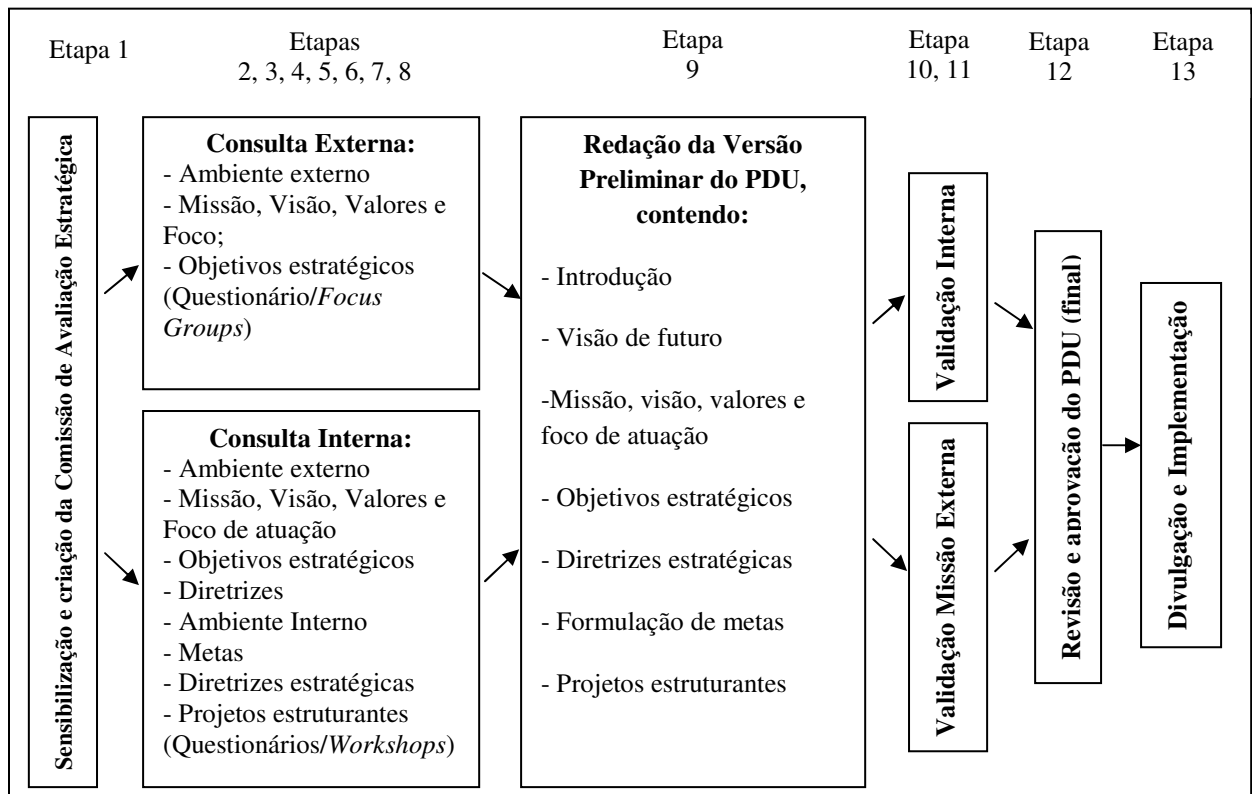 Etapa 1
Etapas
2, 3, 4, 5, 6, 7, 8
Etapa
9
Etapa
10, 11
Etapa
12
Etapa
13
Sensibilização e criação da Comissão de Avaliação Estratégica
Consulta Externa:
- Ambiente externo
- Missão, Visão, Valores e
Foco;
- Objetivos estratégicos
(Questionário/Focus
Groups)
Consulta Interna:
- Ambiente externo
- Missão, Visão, Valores e
Foco de atuação
- Objetivos estratégicos
- Diretrizes
- Ambiente Interno
- Metas
- Diretrizes estratégicas
- Projetos estruturantes
(Questionários/Workshops)
Redação da Versão
Preliminar do PDU,
contendo:
- Introdução
- Visão de futuro
-Missão, visão, valores e
foco de atuação
- Objetivos estratégicos
- Diretrizes estratégicas
- Formulação de metas
- Projetos estruturantes
Validação Interna
Validação Missão Externa
Revisão e aprovação do PDU (final)
Divulgação e Implementação